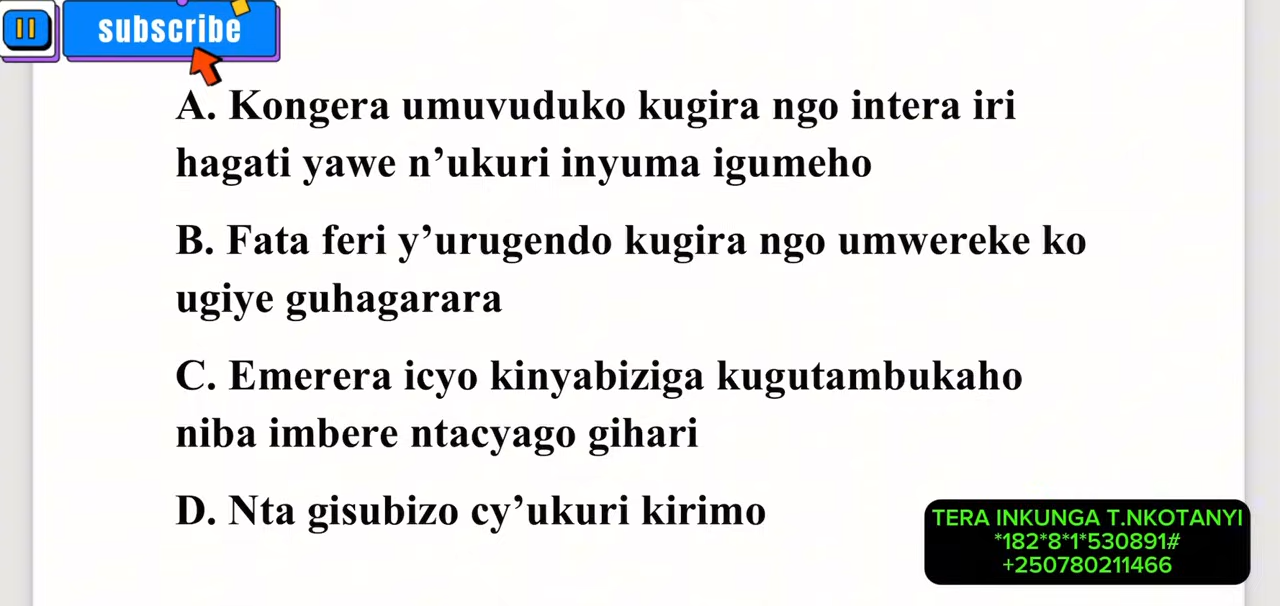 subscribe
A. Kongera umuvuduko kugira ngo intera iri
hagati yawe n’ukuri inyuma igumeho
B. Fata feri y’urugendo kugira ngo umwereke ko
ugiye guhagarara
C. Emerera icyo kinyabiziga kugutambukaho
niba imbere ntacyago gihari
D. Nta gisubizo cy’ukuri kirimo
TERA INKUNGA T.NKOTANYI
*182*8*1*530891#
+250780211466